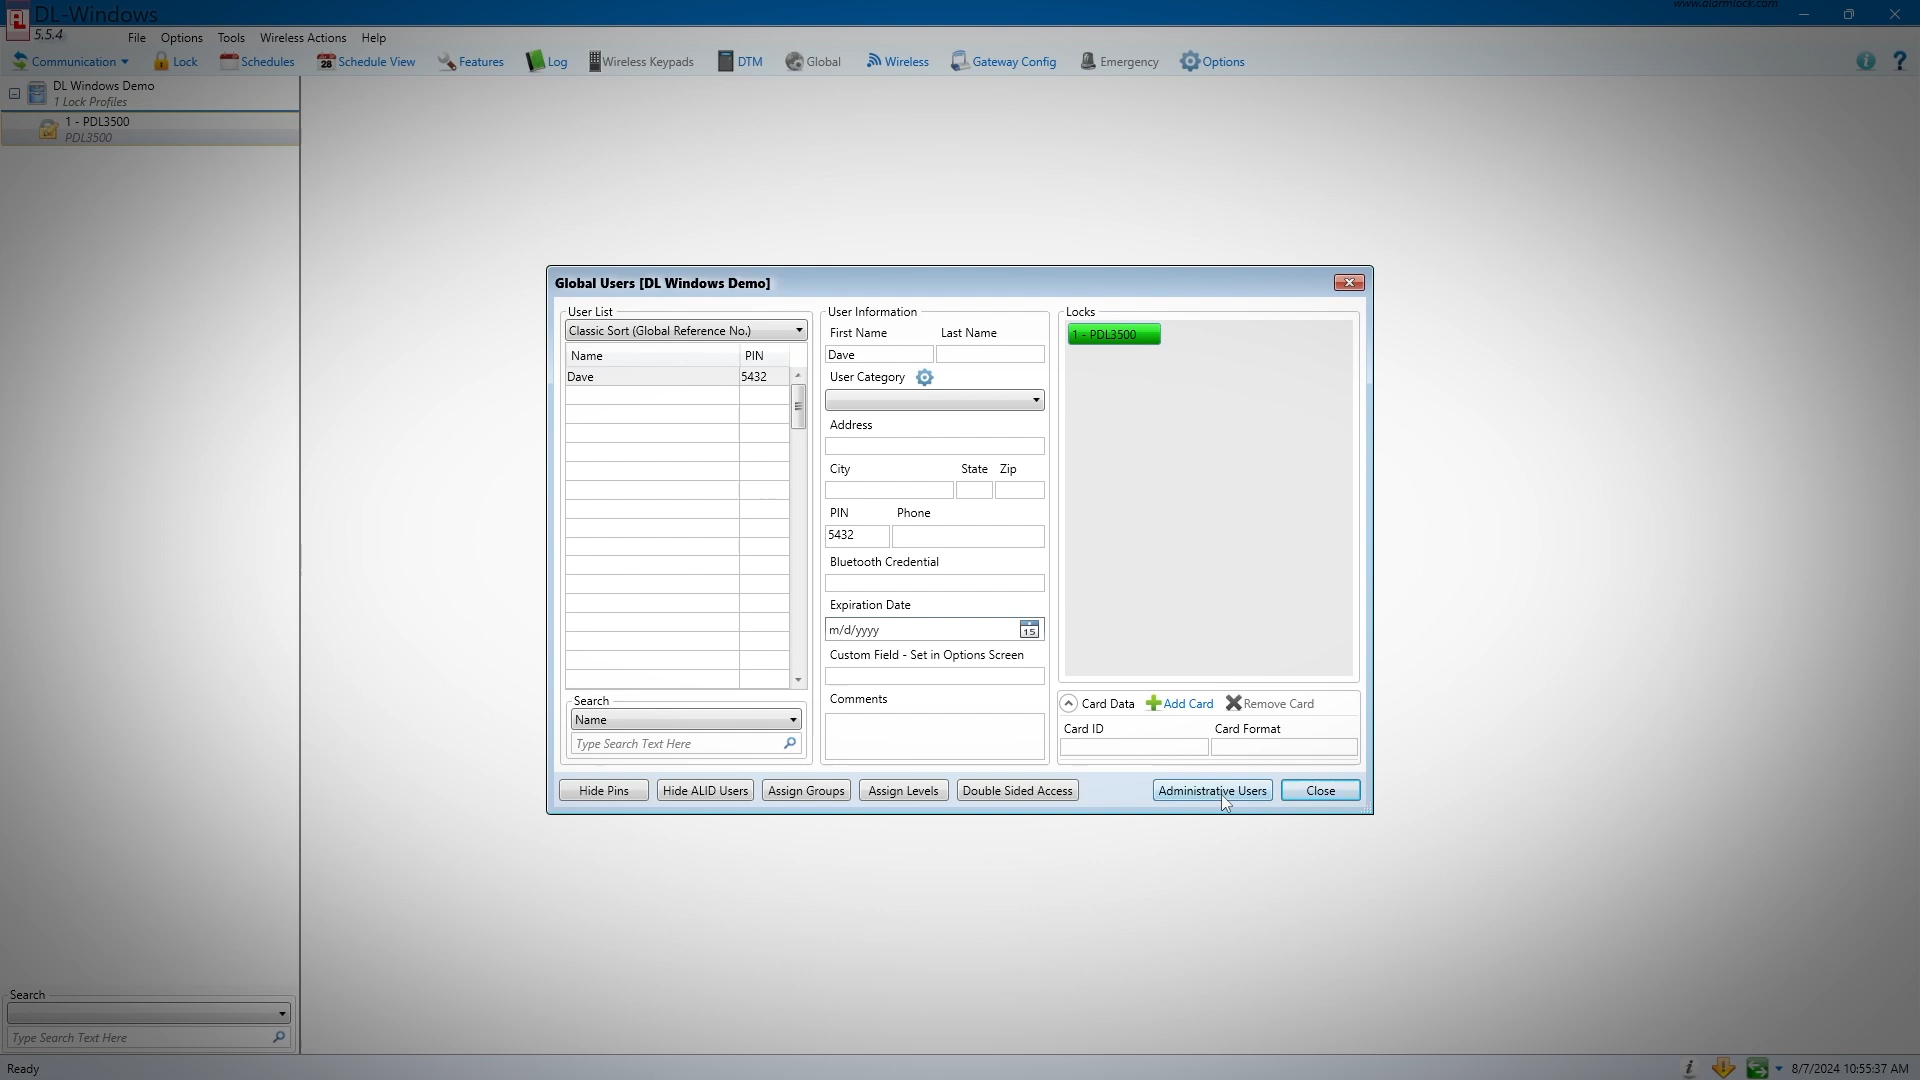 DL-Windows
5.5.4
www.alarmlock.com
File Options Tools Wireless Actions Help
Communication Lock Schedules 28 Schedule View Features Log Wireless Keypads DTM Global Wireless Gateway Config Emergency Options
DL Windows Demo
1 Lock Profiles
1 - PDL3500
PDL3500
Global Users [DL Windows Demo]
User List
Classic Sort (Global Reference No.)
Name PIN
Dave 5432
Search
Name
Type Search Text Here
User Information
First Name Last Name
Dave
User Category
Address
City State Zip
PIN Phone
5432
Bluetooth Credential
Expiration Date
m/d/yyyy 15
Custom Field - Set in Options Screen
Comments
Locks
1 - PDL3500
Card Data Add Card Remove Card
Card ID Card Format
Hide Pins Hide ALID Users Assign Groups Assign Levels Double Sided Access Administrative Users Close
Search
Type Search Text Here
Ready 8/7/2024 10:55:37 AM